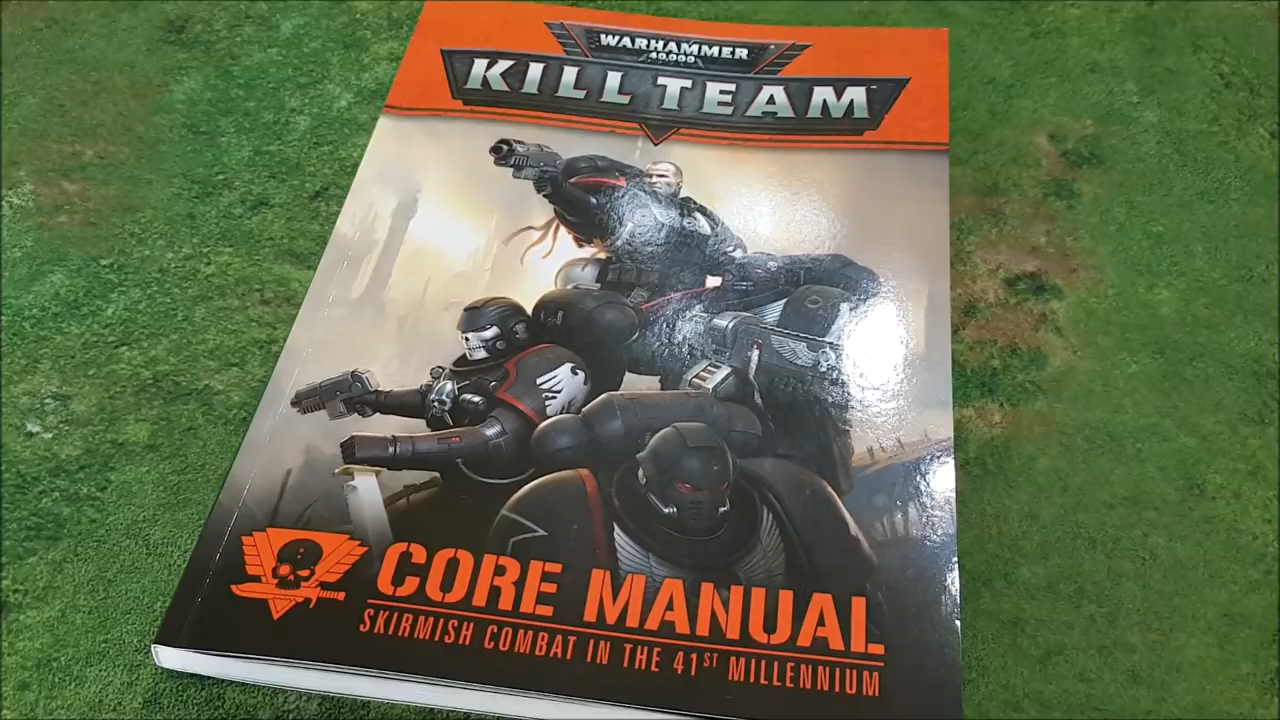 WARHAMMER
40,000
KILL TEAM
CORE MANUAL
SKIRMISH COMBAT IN THE 41ST MILLENNIUM